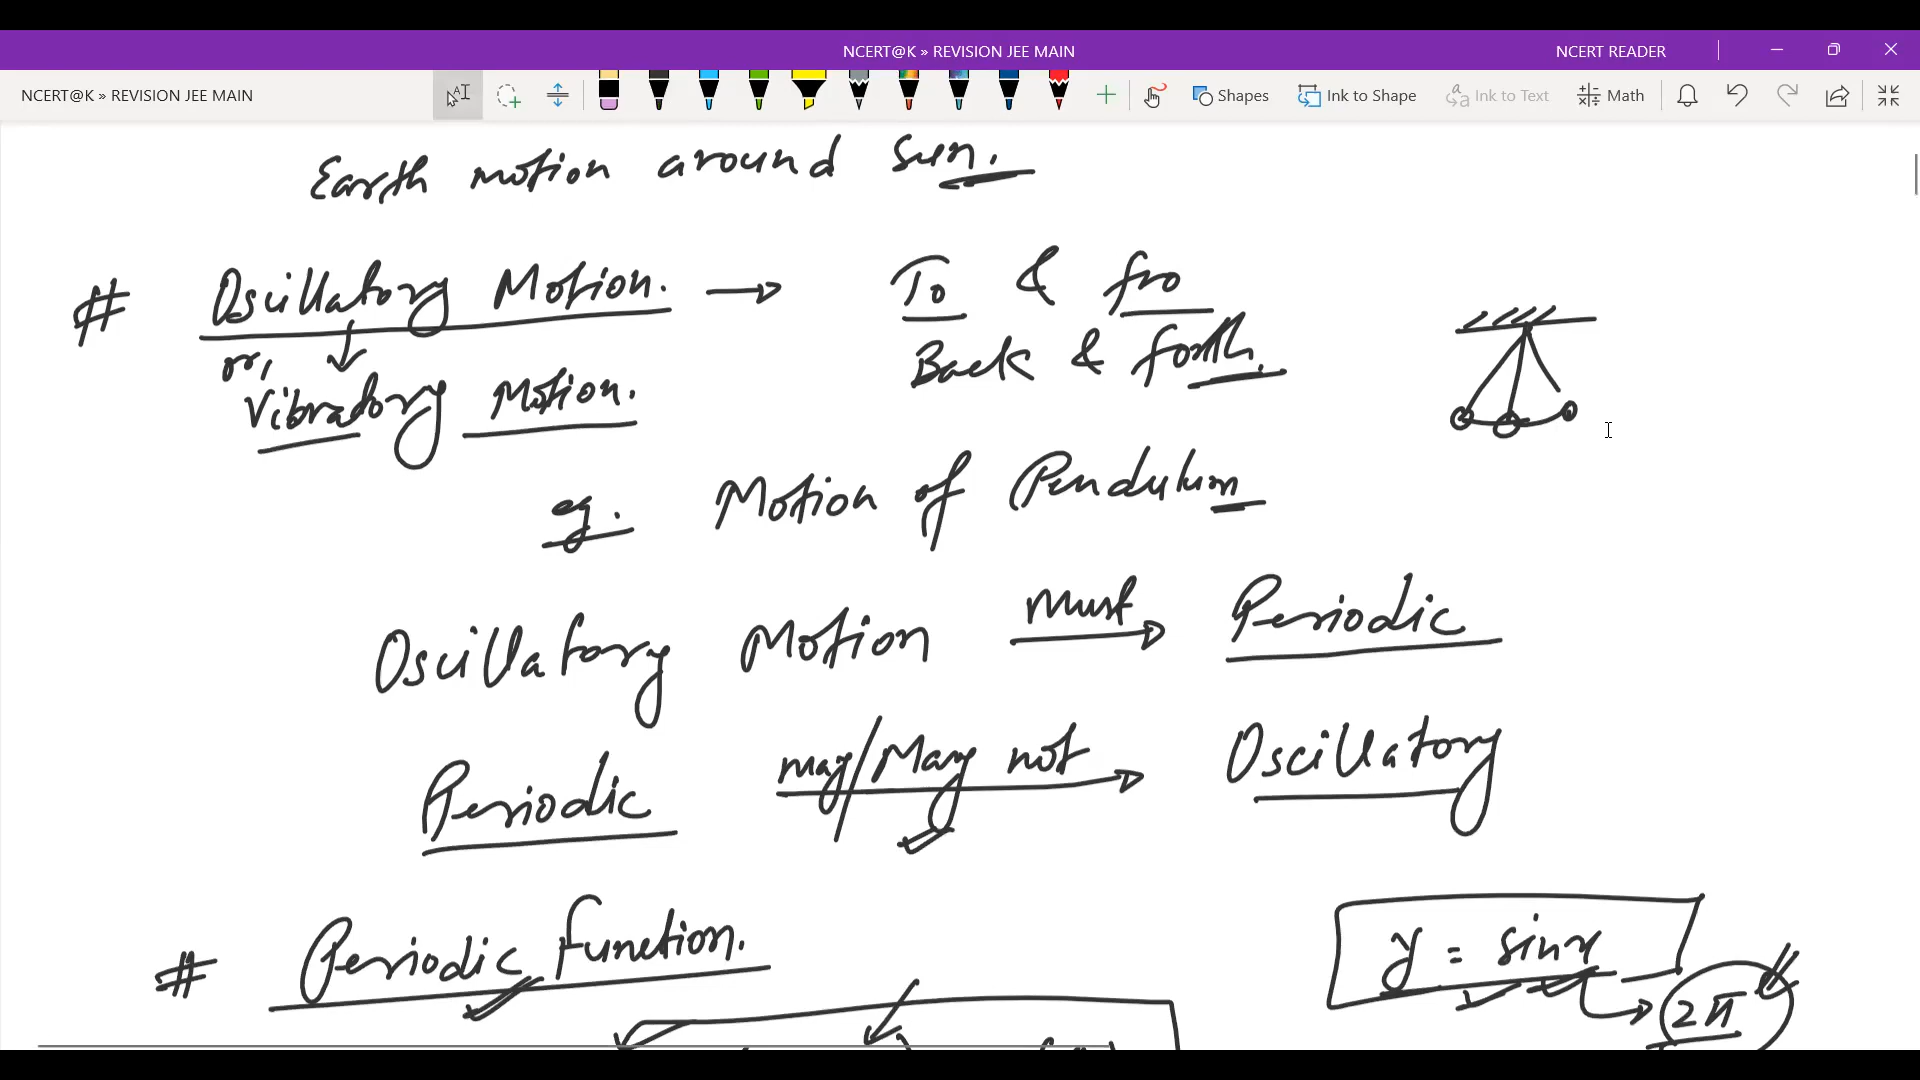 NCERT@K » REVISION JEE MAIN
NCERT READER
NCERT@K » REVISION JEE MAIN
Shapes
Ink to Shape
Ink to Text
Math
Earth motion around Sun.
# Oscillatory Motion. → To & fro
or, Back & forth.
Vibratory Motion.
eg. Motion of Pendulum
Oscillatory Motion must → Periodic
Periodic may/May not → Oscillatory
# Periodic Function.
y = sinx
2π